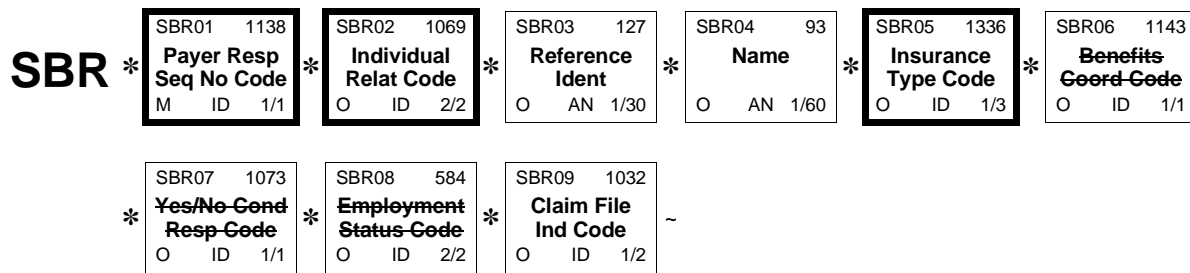 SBR01 1138 SBR02 1069 SBR03 127 SBR04 93 SBR05 1336 SBR06 1143
SBR * Payer Resp * Individual * Reference * Name * Insurance * Benefits
Seq No Code Relat Code Ident Type Code Coord Code
M ID 1/1 O ID 2/2 O AN 1/30 O AN 1/60 O ID 1/3 O ID 1/1
SBR07 1073 SBR08 584 SBR09 1032
* Yes/No Cond * Employment * Claim File ~
Resp Code Status Code Ind Code
O ID 1/1 O ID 2/2 O ID 1/2